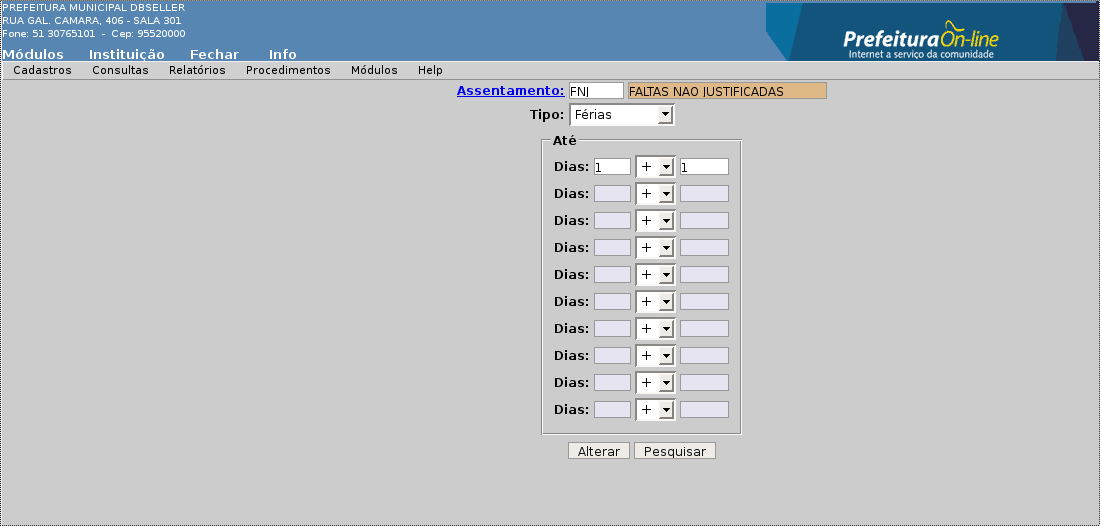 PREFEITURA MUNICIPAL DBSELLER
RUA GAL. CAMARA, 406 - SALA 301
Fone: 51 30765101 - Cep: 95520000
Módulos Instituição Fechar Info
PrefeituraOn-line
Internet a serviço da comunidade
Cadastros Consultas Relatórios Procedimentos Módulos Help
Assentamento: FNJ FALTAS NAO JUSTIFICADAS
Tipo: Férias
Até
Dias: 1 + 1
Dias: +
Dias: +
Dias: +
Dias: +
Dias: +
Dias: +
Dias: +
Dias: +
Dias: +
Alterar Pesquisar